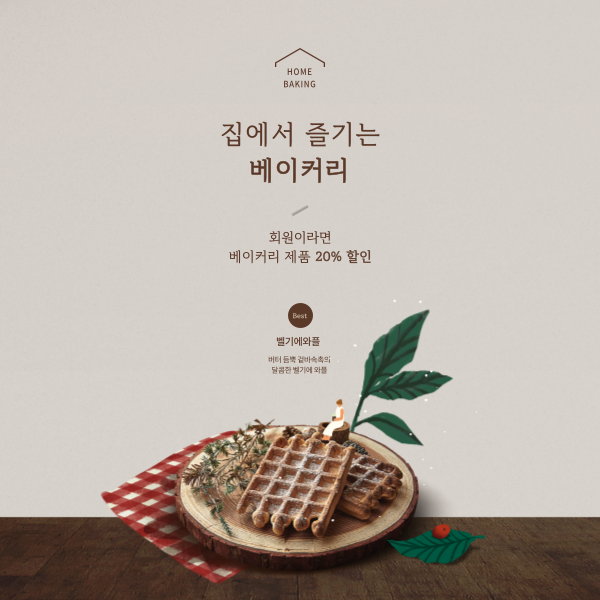 HOME
BAKING
집에서 즐기는
베이커리
회원이라면
베이커리 제품 20% 할인
Best
벨기에와플
버터 듬뿍 겉바속촉의
달콤한 벨기에 와플